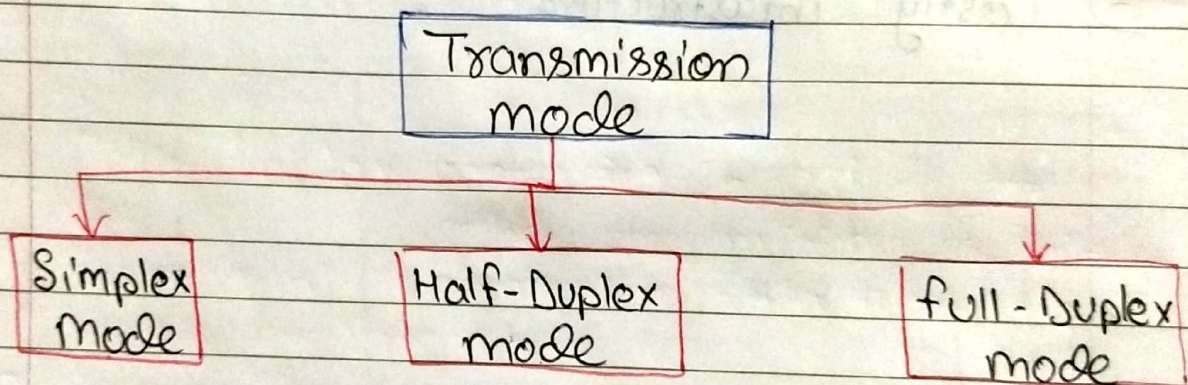 Transmission
mode
Simplex
Mode
Half-Duplex
mode
full-Duplex
mode